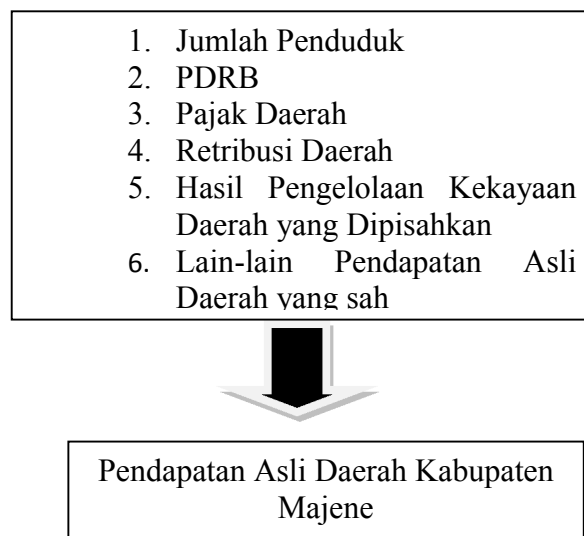 1. Jumlah Penduduk
2. PDRB
3. Pajak Daerah
4. Retribusi Daerah
5. Hasil Pengelolaan Kekayaan
Daerah yang Dipisahkan
6. Lain-lain Pendapatan Asli
Daerah yang sah
Pendapatan Asli Daerah Kabupaten
Majene